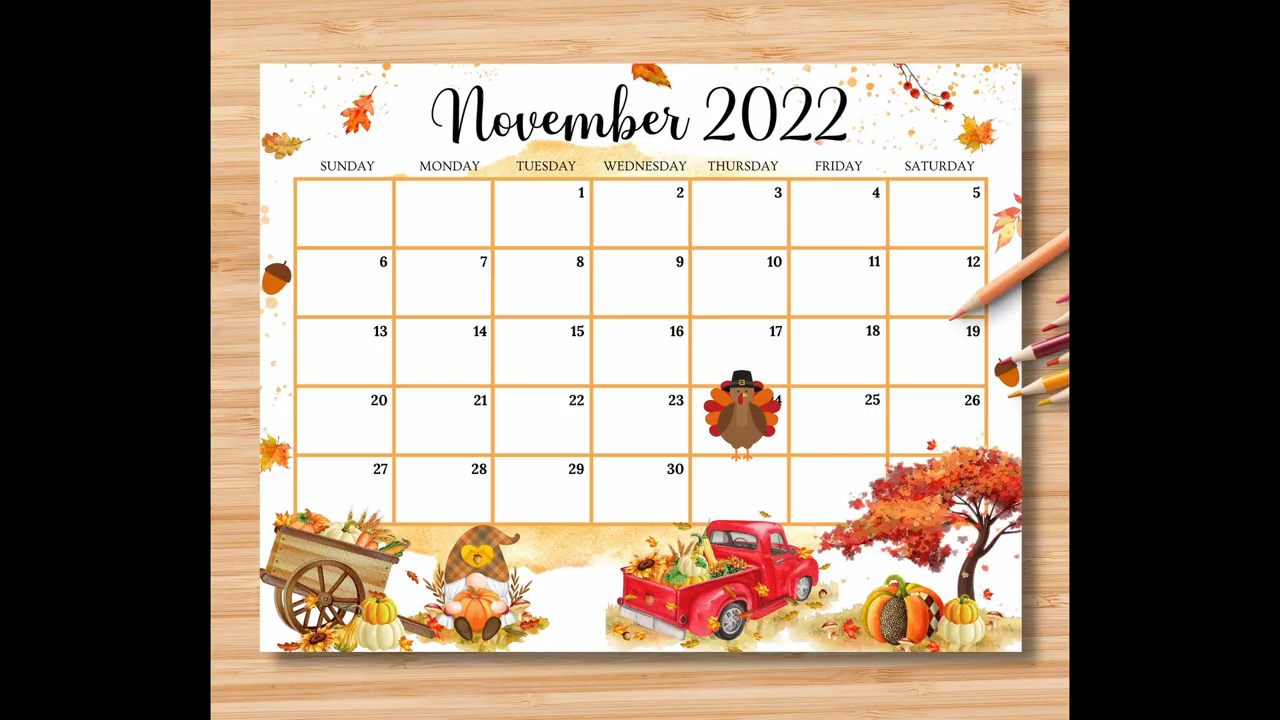 November 2022
SUNDAY MONDAY TUESDAY WEDNESDAY THURSDAY FRIDAY SATURDAY
1 2 3 4 5
6 7 8 9 10 11 12
13 14 15 16 17 18 19
20 21 22 23 4 25 26
27 28 29 30